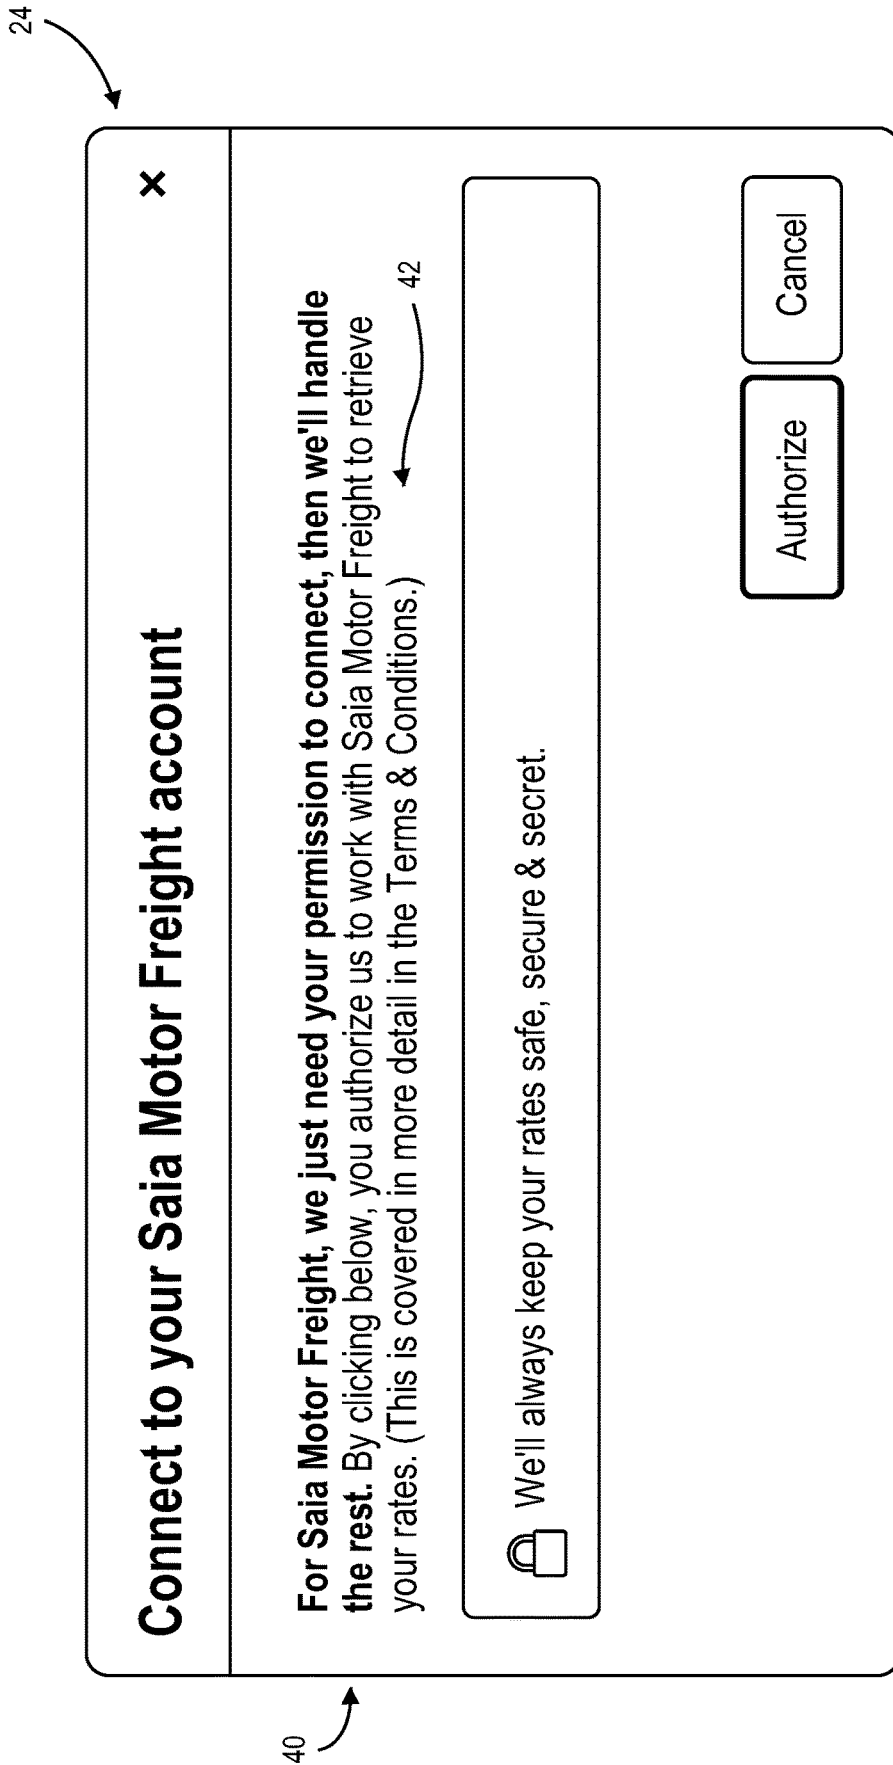 24
Connect to your Saia Motor Freight account
×
40
For Saia Motor Freight, we just need your permission to connect, then we'll handle
the rest. By clicking below, you authorize us to work with Saia Motor Freight to retrieve
your rates. (This is covered in more detail in the Terms & Conditions.)
42
We'll always keep your rates safe, secure & secret.
Authorize
Cancel